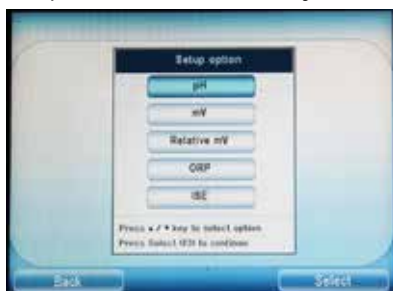 Setup option
pH
mV
Relative mV
ORP
ISE
Press ▲ / ▼ key to select option
Press Select (F3) to continue
Back
Select